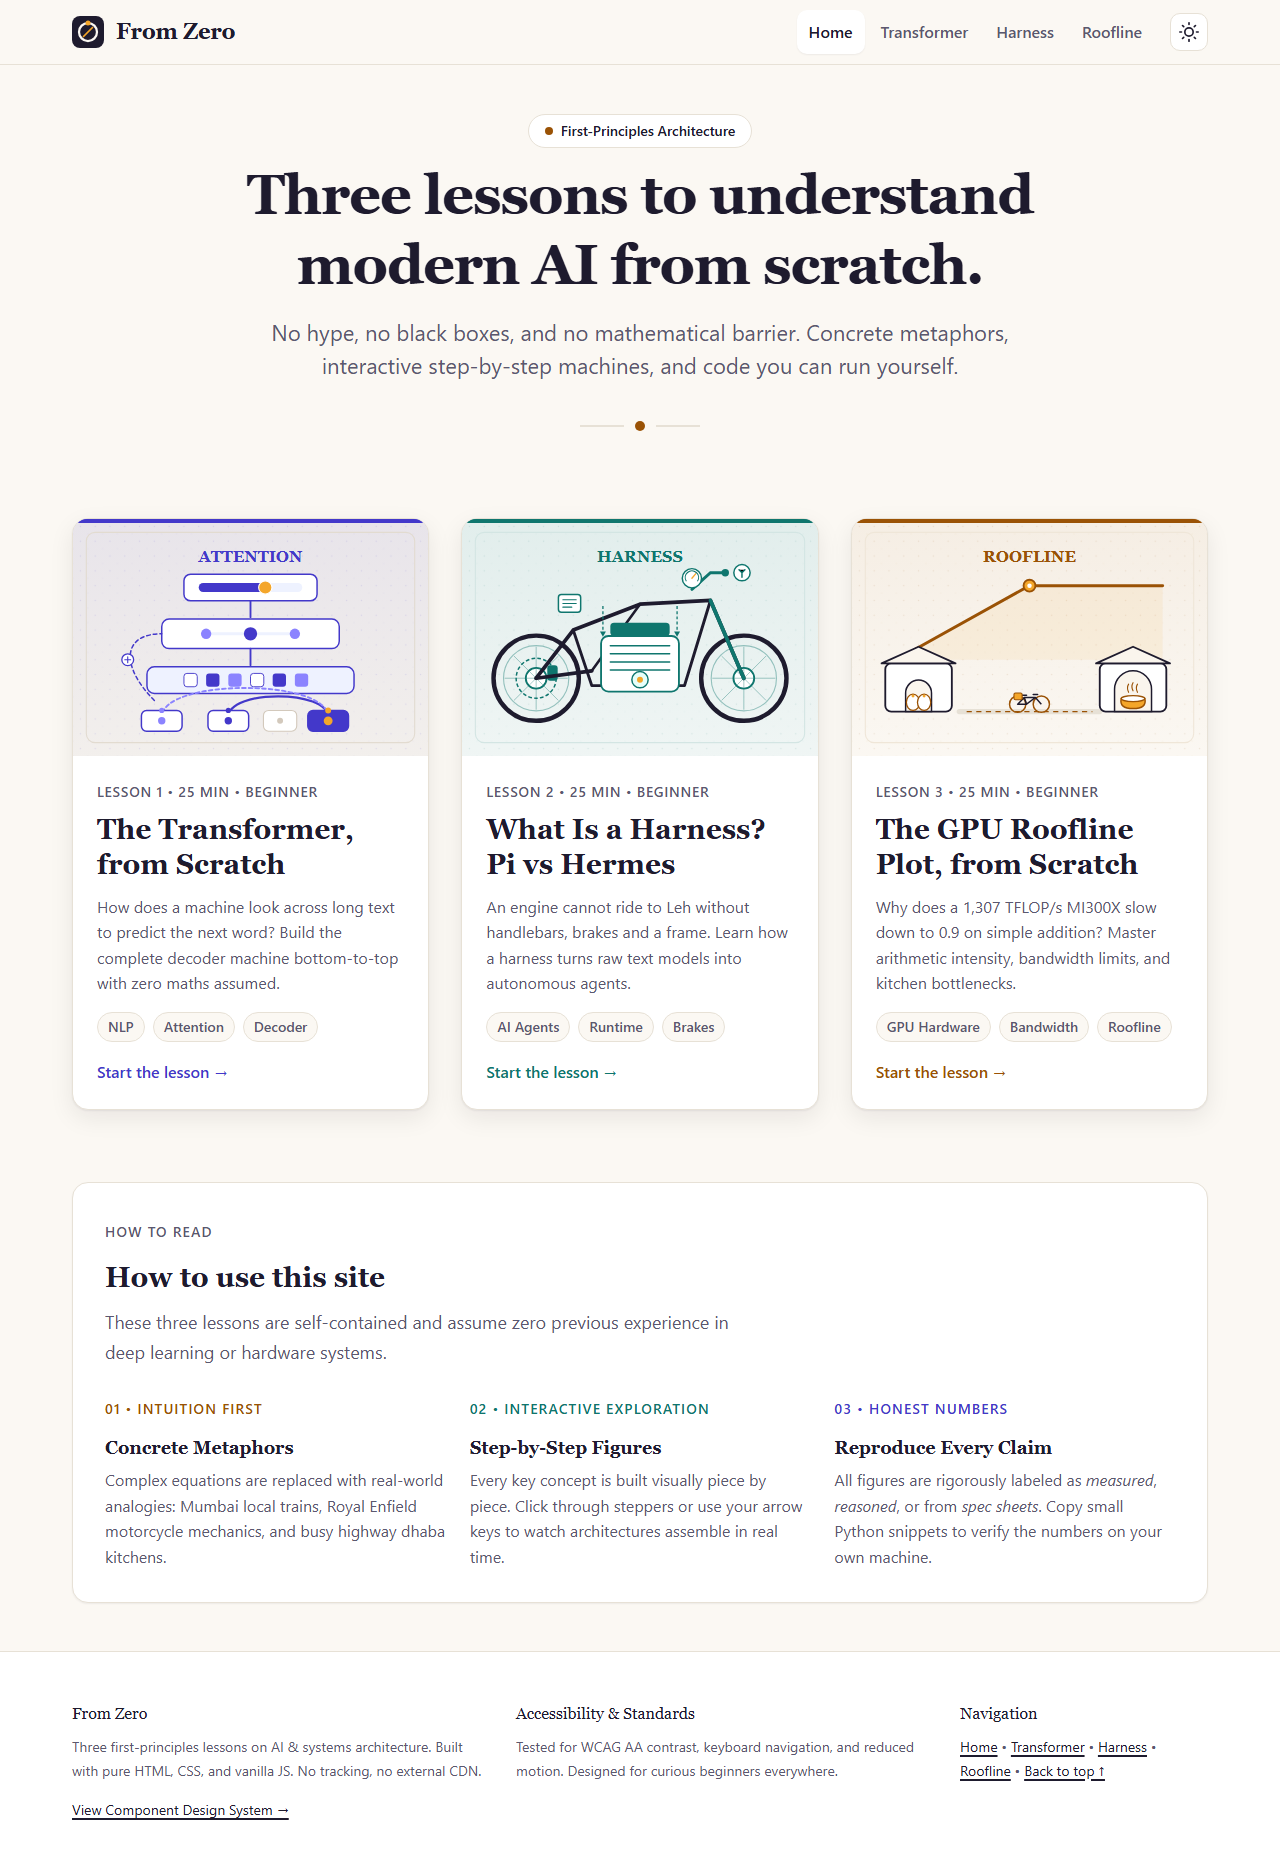 From Zero
Home
Transformer
Harness
Roofline
First-Principles Architecture
Three lessons to understand
modern AI from scratch.
No hype, no black boxes, and no mathematical barrier. Concrete metaphors,
interactive step-by-step machines, and code you can run yourself.
ATTENTION
LESSON 1 • 25 MIN • BEGINNER
The Transformer,
from Scratch
How does a machine look across long text
to predict the next word? Build the
complete decoder machine bottom-to-top
with zero maths assumed.
NLP
Attention
Decoder
Start the lesson →
HARNESS
LESSON 2 • 25 MIN • BEGINNER
What Is a Harness?
Pi vs Hermes
An engine cannot ride to Leh without
handlebars, brakes and a frame. Learn how
a harness turns raw text models into
autonomous agents.
AI Agents
Runtime
Brakes
Start the lesson →
ROOFLINE
LESSON 3 • 25 MIN • BEGINNER
The GPU Roofline
Plot, from Scratch
Why does a 1,307 TFLOP/s MI300X slow
down to 0.9 on simple addition? Master
arithmetic intensity, bandwidth limits, and
kitchen bottlenecks.
GPU Hardware
Bandwidth
Roofline
Start the lesson →
HOW TO READ
How to use this site
These three lessons are self-contained and assume zero previous experience in
deep learning or hardware systems.
01 • INTUITION FIRST
Concrete Metaphors
Complex equations are replaced with real-world
analogies: Mumbai local trains, Royal Enfield
motorcycle mechanics, and busy highway dhaba
kitchens.
02 • INTERACTIVE EXPLORATION
Step-by-Step Figures
Every key concept is built visually piece by
piece. Click through steppers or use your arrow
keys to watch architectures assemble in real
time.
03 • HONEST NUMBERS
Reproduce Every Claim
All figures are rigorously labeled as measured,
reasoned, or from spec sheets. Copy small
Python snippets to verify the numbers on your
own machine.
From Zero
Three first-principles lessons on AI & systems architecture. Built
with pure HTML, CSS, and vanilla JS. No tracking, no external CDN.
View Component Design System →
Accessibility & Standards
Tested for WCAG AA contrast, keyboard navigation, and reduced
motion. Designed for curious beginners everywhere.
Navigation
Home • Transformer • Harness •
Roofline • Back to top ↑